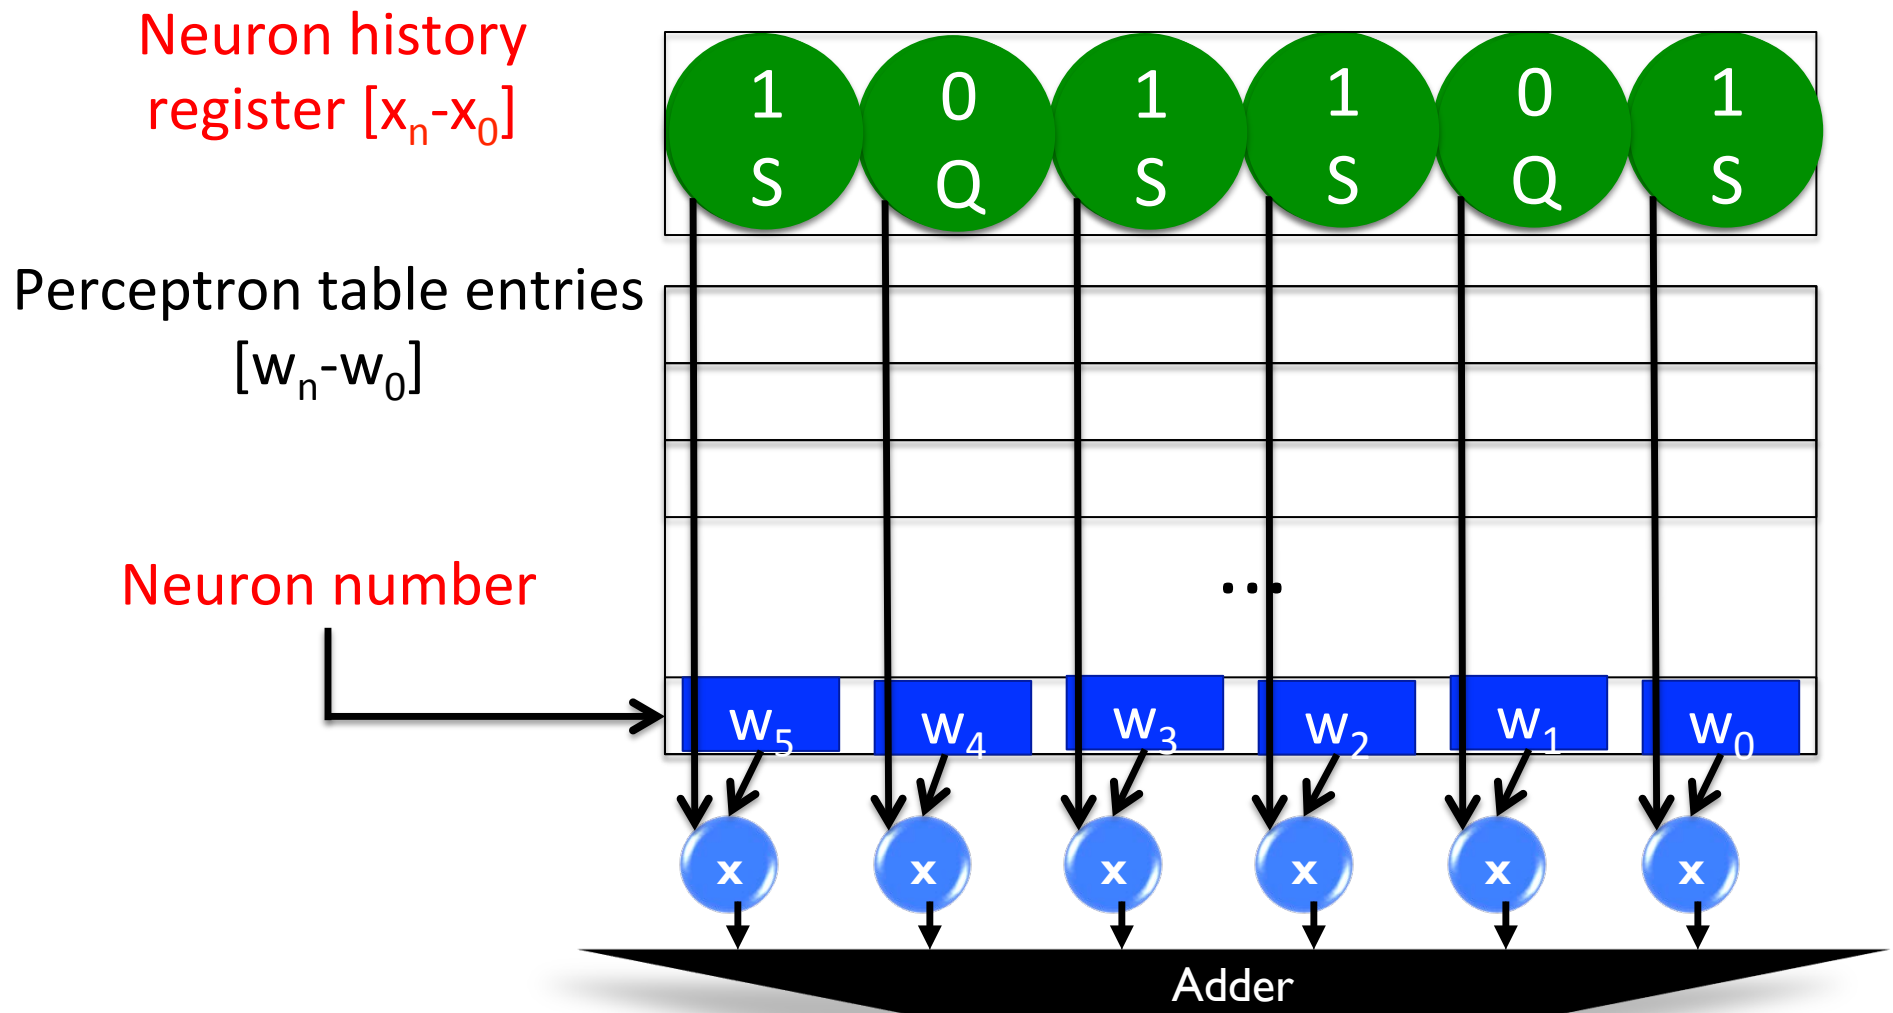 Neuron history
register [xₙ-x₀]
1 0 1 1 0 1
S Q S S Q S
Perceptron table entries
[wₙ-w₀]
Neuron number
...
w₅ w₄ w₃ w₂ w₁ w₀
x x x x x x
Adder